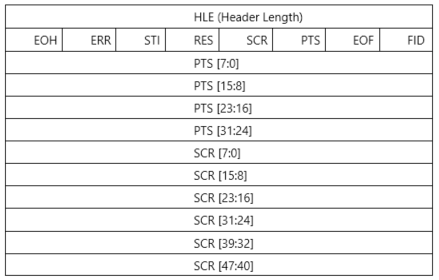 HLE (Header Length)
EOH ERR STI RES SCR PTS EOF FID
PTS [7:0]
PTS [15:8]
PTS [23:16]
PTS [31:24]
SCR [7:0]
SCR [15:8]
SCR [23:16]
SCR [31:24]
SCR [39:32]
SCR [47:40]